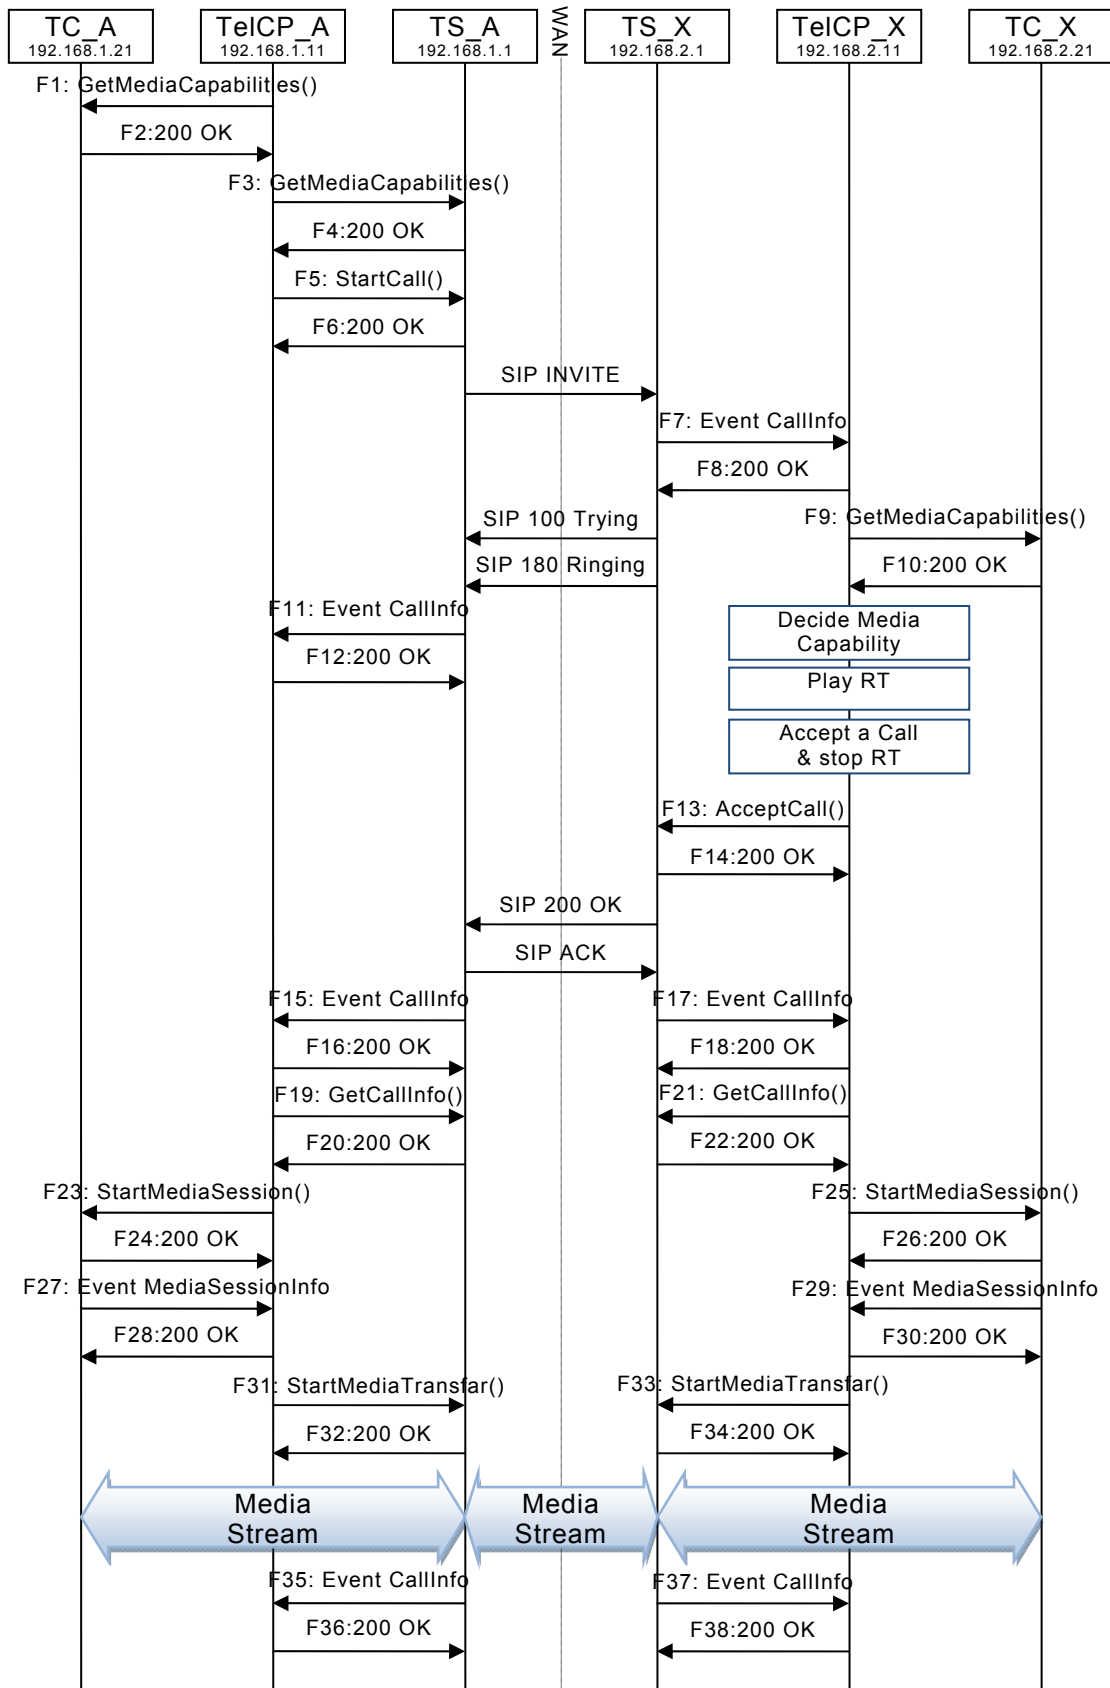 TC_A
192.168.1.21
TelCP_A
192.168.1.11
TS_A
192.168.1.1
WAN
TS_X
192.168.2.1
TelCP_X
192.168.2.11
TC_X
192.168.2.21
F1: GetMediaCapabilities()
F2:200 OK
F3: GetMediaCapabilities()
F4:200 OK
F5: StartCall()
F6:200 OK
SIP INVITE
F7: Event CallInfo
F8:200 OK
SIP 100 Trying
F9: GetMediaCapabilities()
SIP 180 Ringing
F10:200 OK
F11: Event CallInfo
Decide Media
Capability
F12:200 OK
Play RT
Accept a Call
& stop RT
F13: AcceptCall()
F14:200 OK
SIP 200 OK
SIP ACK
F15: Event CallInfo
F17: Event CallInfo
F16:200 OK
F18:200 OK
F19: GetCallInfo()
F21: GetCallInfo()
F20:200 OK
F22:200 OK
F23: StartMediaSession()
F25: StartMediaSession()
F24:200 OK
F26:200 OK
F27: Event MediaSessionInfo
F29: Event MediaSessionInfo
F28:200 OK
F30:200 OK
F31: StartMediaTransfar()
F33: StartMediaTransfar()
F32:200 OK
F34:200 OK
Media
Stream
Media
Stream
Media
Stream
F35: Event CallInfo
F37: Event CallInfo
F36:200 OK
F38:200 OK